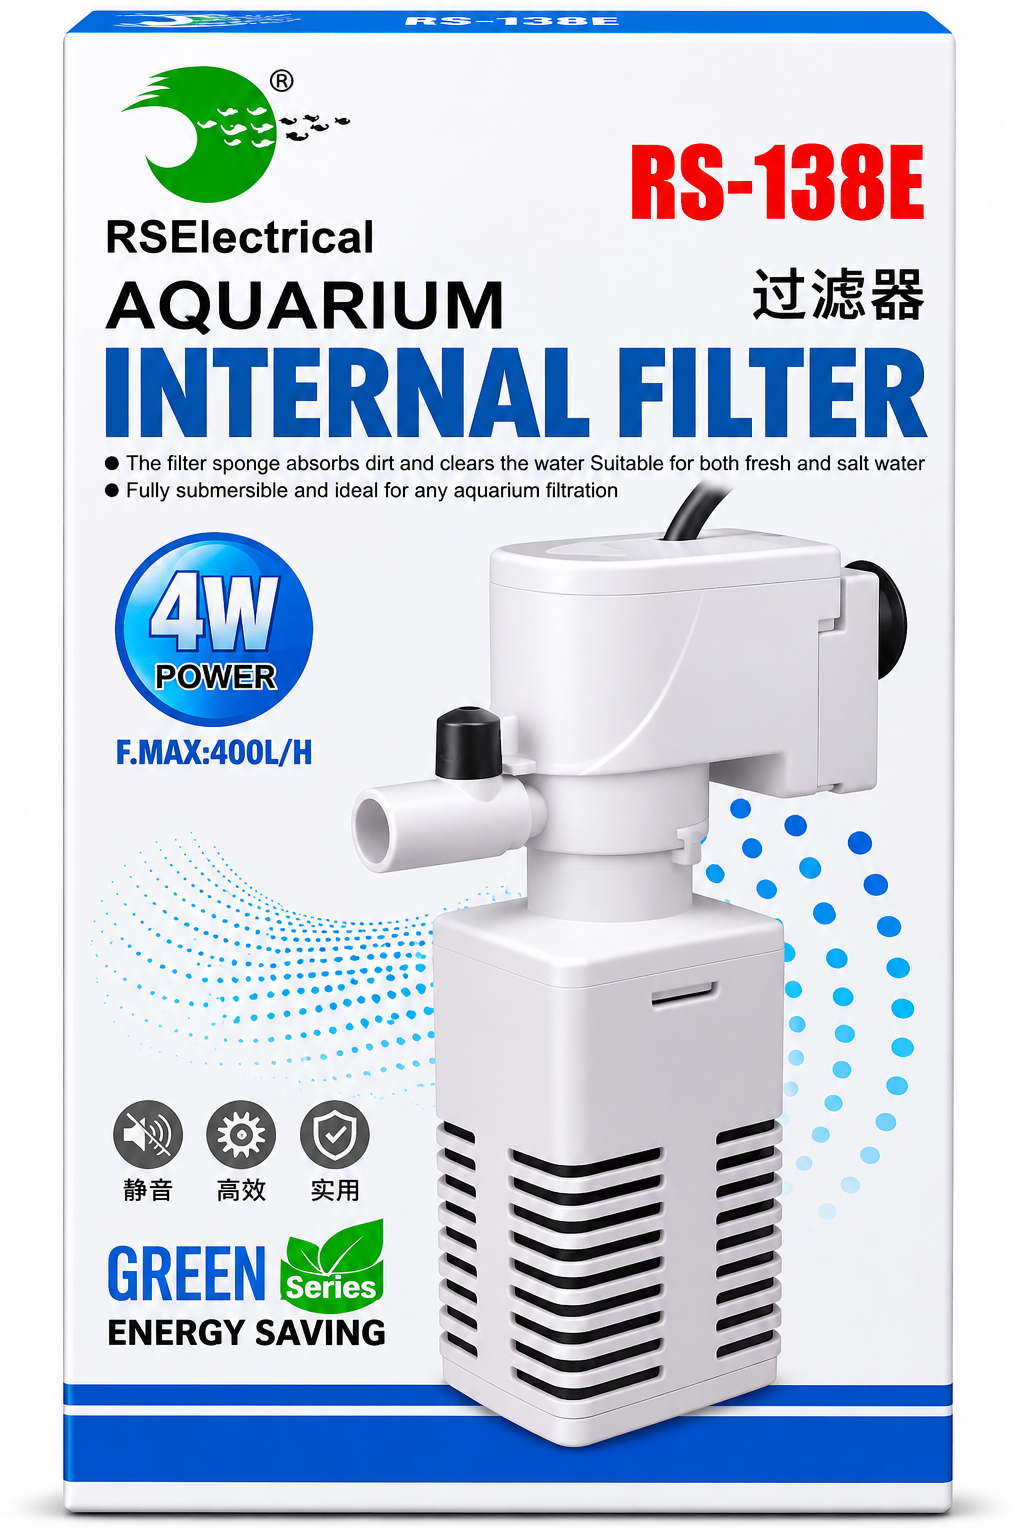 RS-138E
®
RS-138E
RSElectrical
过滤器
AQUARIUM
INTERNAL FILTER
● The filter sponge absorbs dirt and clears the water Suitable for both fresh and salt water
● Fully submersible and ideal for any aquarium filtration
4W
POWER
F.MAX:400L/H
静音 高效 实用
GREEN Series
ENERGY SAVING